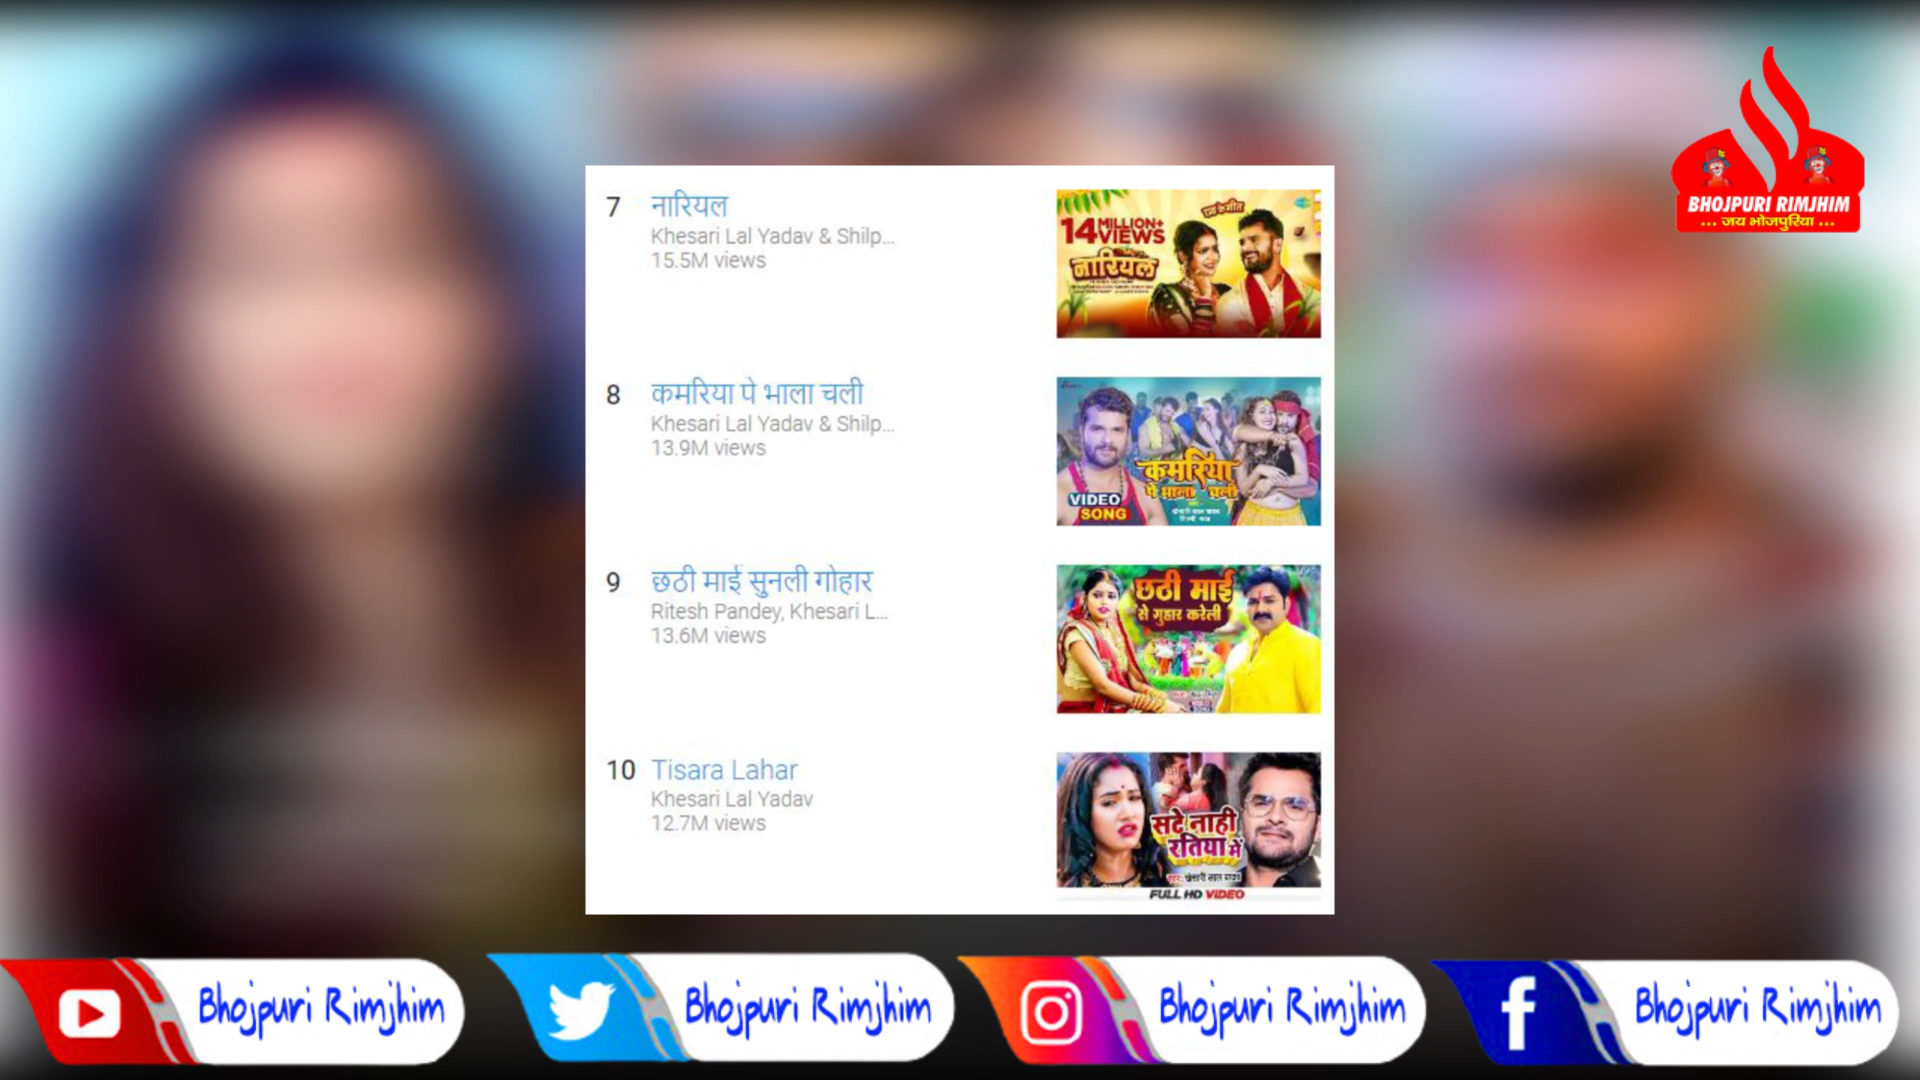 BHOJPURI RIMJHIM
... जय भोजपुरिया ...
7
नारियल
Khesari Lal Yadav & Shilp...
15.5M views
14 MILLION+
VIEWS
नारियल
8
कमरिया पे भाला चली
Khesari Lal Yadav & Shilp...
13.9M views
कमरिया
पे भाला चली
VIDEO
SONG
9
छठी माई सुनली गोहार
Ritesh Pandey, Khesari L...
13.6M views
छठी माई
से गुहार करेली
10
Tisara Lahar
Khesari Lal Yadav
12.7M views
सटे नाही
रतिया में
FULL HD VIDEO
Bhojpuri Rimjhim
Bhojpuri Rimjhim
Bhojpuri Rimjhim
Bhojpuri Rimjhim